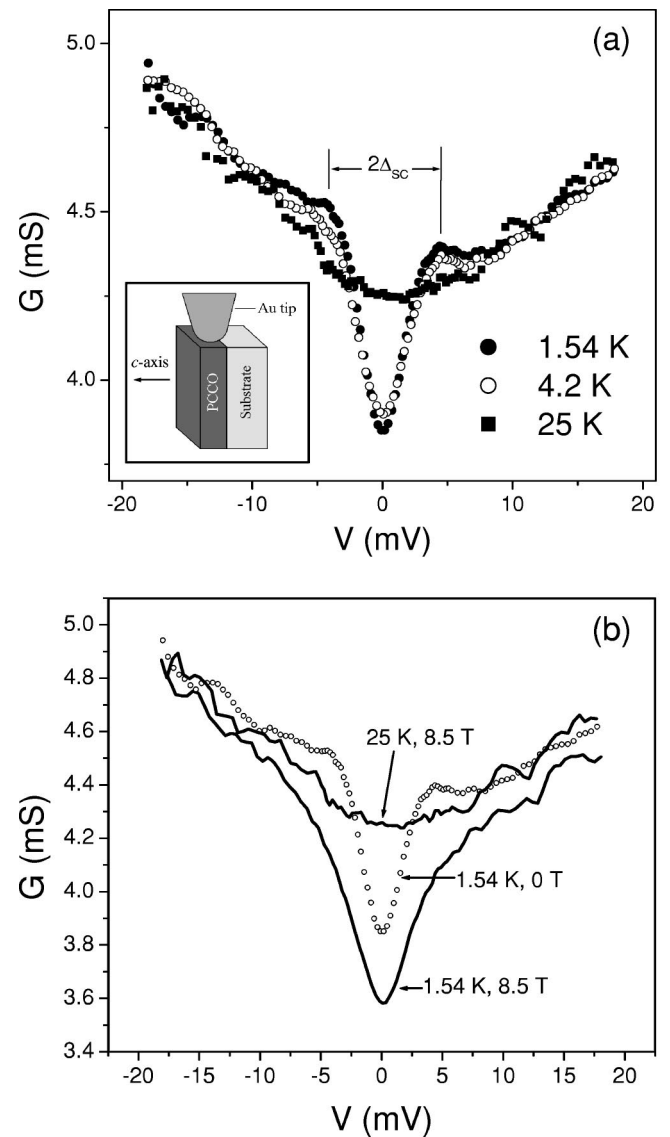 (a)
5.0
4.5
4.0
G (mS)
2Δsc
Au tip
c-axis
PCCO
Substrate
1.54 K
4.2 K
25 K
-20 -10 0 10 20
V (mV)
(b)
5.0
4.8
4.6
4.4
4.2
4.0
3.8
3.6
3.4
G (mS)
25 K, 8.5 T
1.54 K, 0 T
1.54 K, 8.5 T
-20 -15 -10 -5 0 5 10 15 20
V (mV)